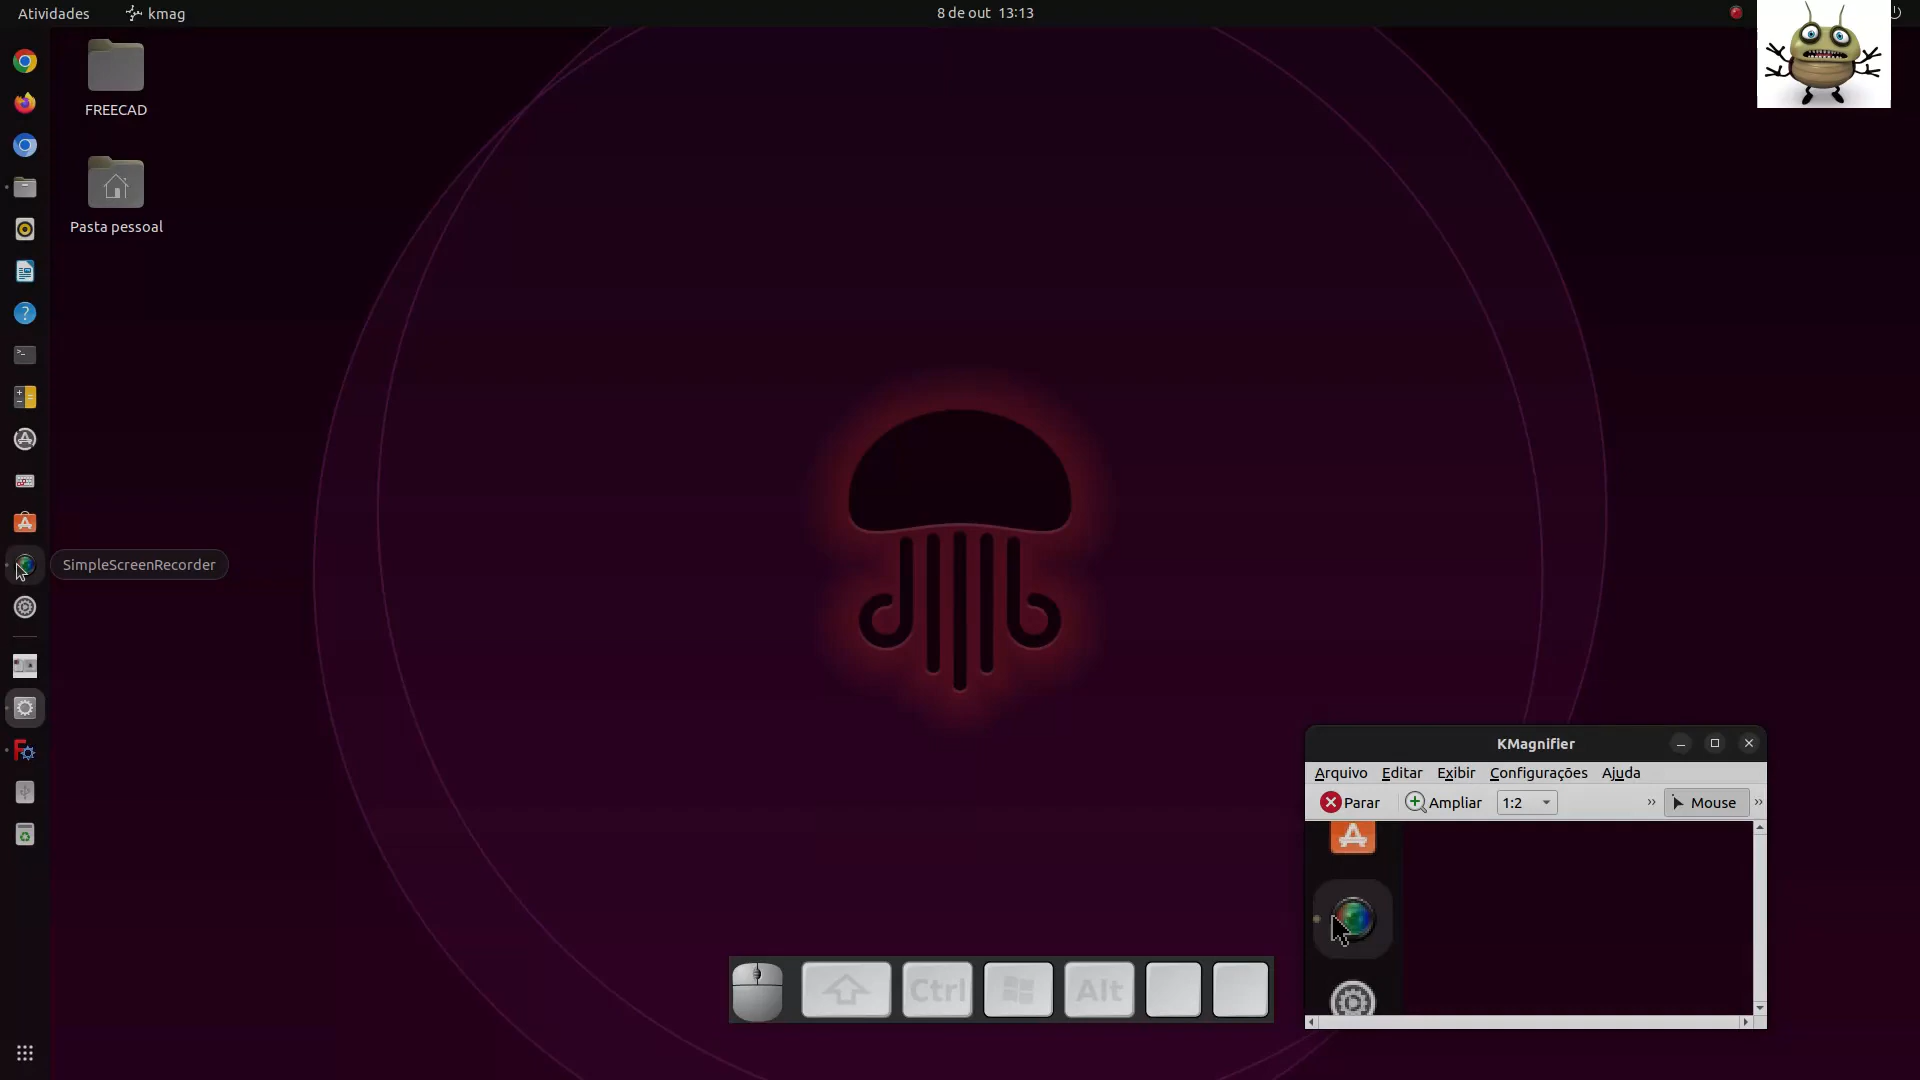 Atividades
kmag
8 de out 13:13
FREECAD
Pasta pessoal
SimpleScreenRecorder
KMagnifier
Arquivo Editar Exibir Configurações Ajuda
Parar Ampliar 1:2 » Mouse »
Ctrl Alt